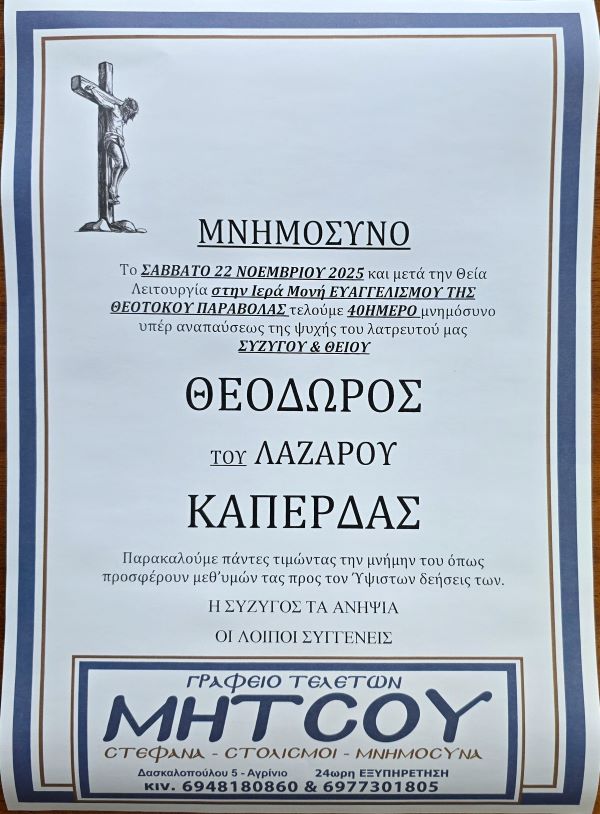 ΜΝΗΜΟΣΥΝΟ
Το ΣΑΒΒΑΤΟ 22 ΝΟΕΜΒΡΙΟΥ 2025 και μετά την Θεία
Λειτουργία στην Ιερά Μονή ΕΥΑΓΓΕΛΙΣΜΟΥ ΤΗΣ
ΘΕΟΤΟΚΟΥ ΠΑΡΑΒΟΛΑΣ τελούμε 40ΗΜΕΡΟ μνημόσυνο
υπέρ αναπαύσεως της ψυχής του λατρευτού μας
ΣΥΖΥΓΟΥ & ΘΕΙΟΥ
ΘΕΟΔΩΡΟΣ
ΤΟΥ ΛΑΖΑΡΟΥ
ΚΑΠΕΡΔΑΣ
Παρακαλούμε πάντες τιμώντας την μνήμην του όπως
προσφέρουν μεθ’υμών τας προς τον Ύψιστων δεήσεις των.
Η ΣΥΖΥΓΟΣ ΤΑ ΑΝΗΨΙΑ
ΟΙ ΛΟΙΠΟΙ ΣΥΓΓΕΝΕΙΣ
ΓΡΑΦΕΙΟ ΤΕΛΕΤΩΝ
ΜΗΤΣΟΥ
ΣΤΕΦΑΝΑ - ΣΤΟΛΙΣΜΟΙ - ΜΝΗΜΟΣΥΝΑ
Δασκαλοπούλου 5 - Αγρίνιο 24ωρη ΕΞΥΠΗΡΕΤΗΣΗ
ΚΙV. 6948180860 & 6977301805